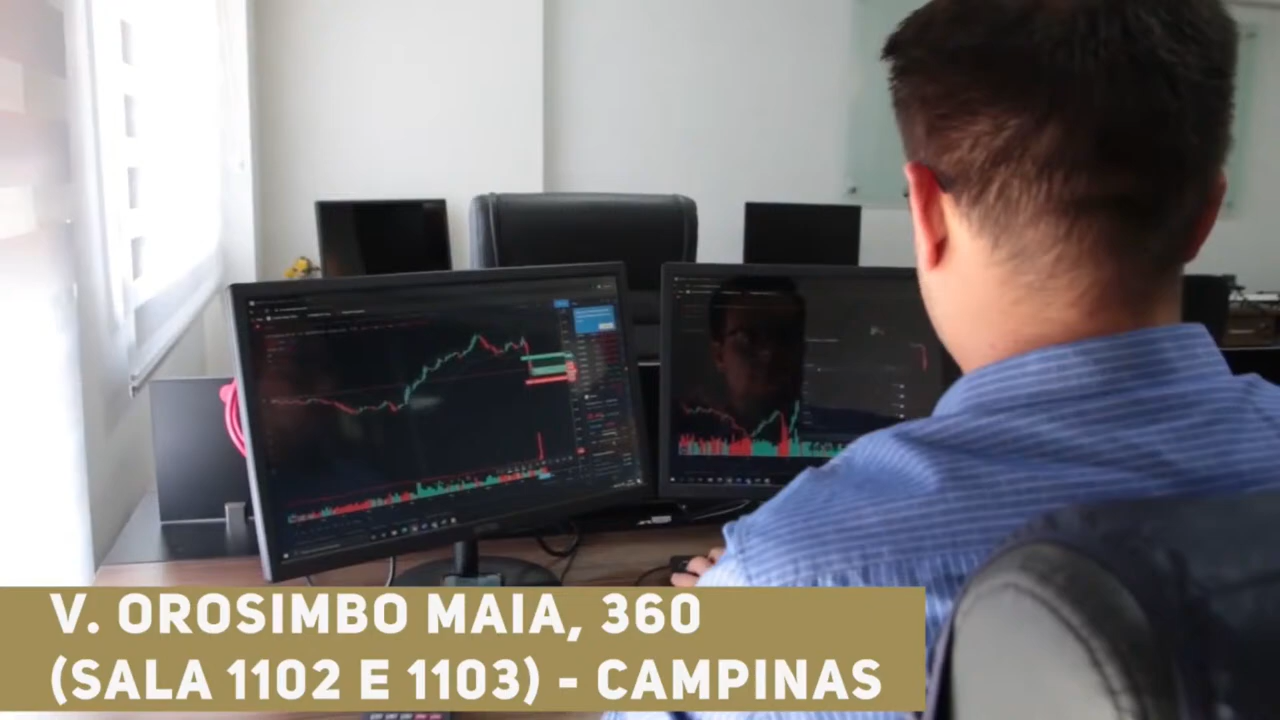 V. OROSIMBO MAIA, 360
(SALA 1102 E 1103) - CAMPINAS